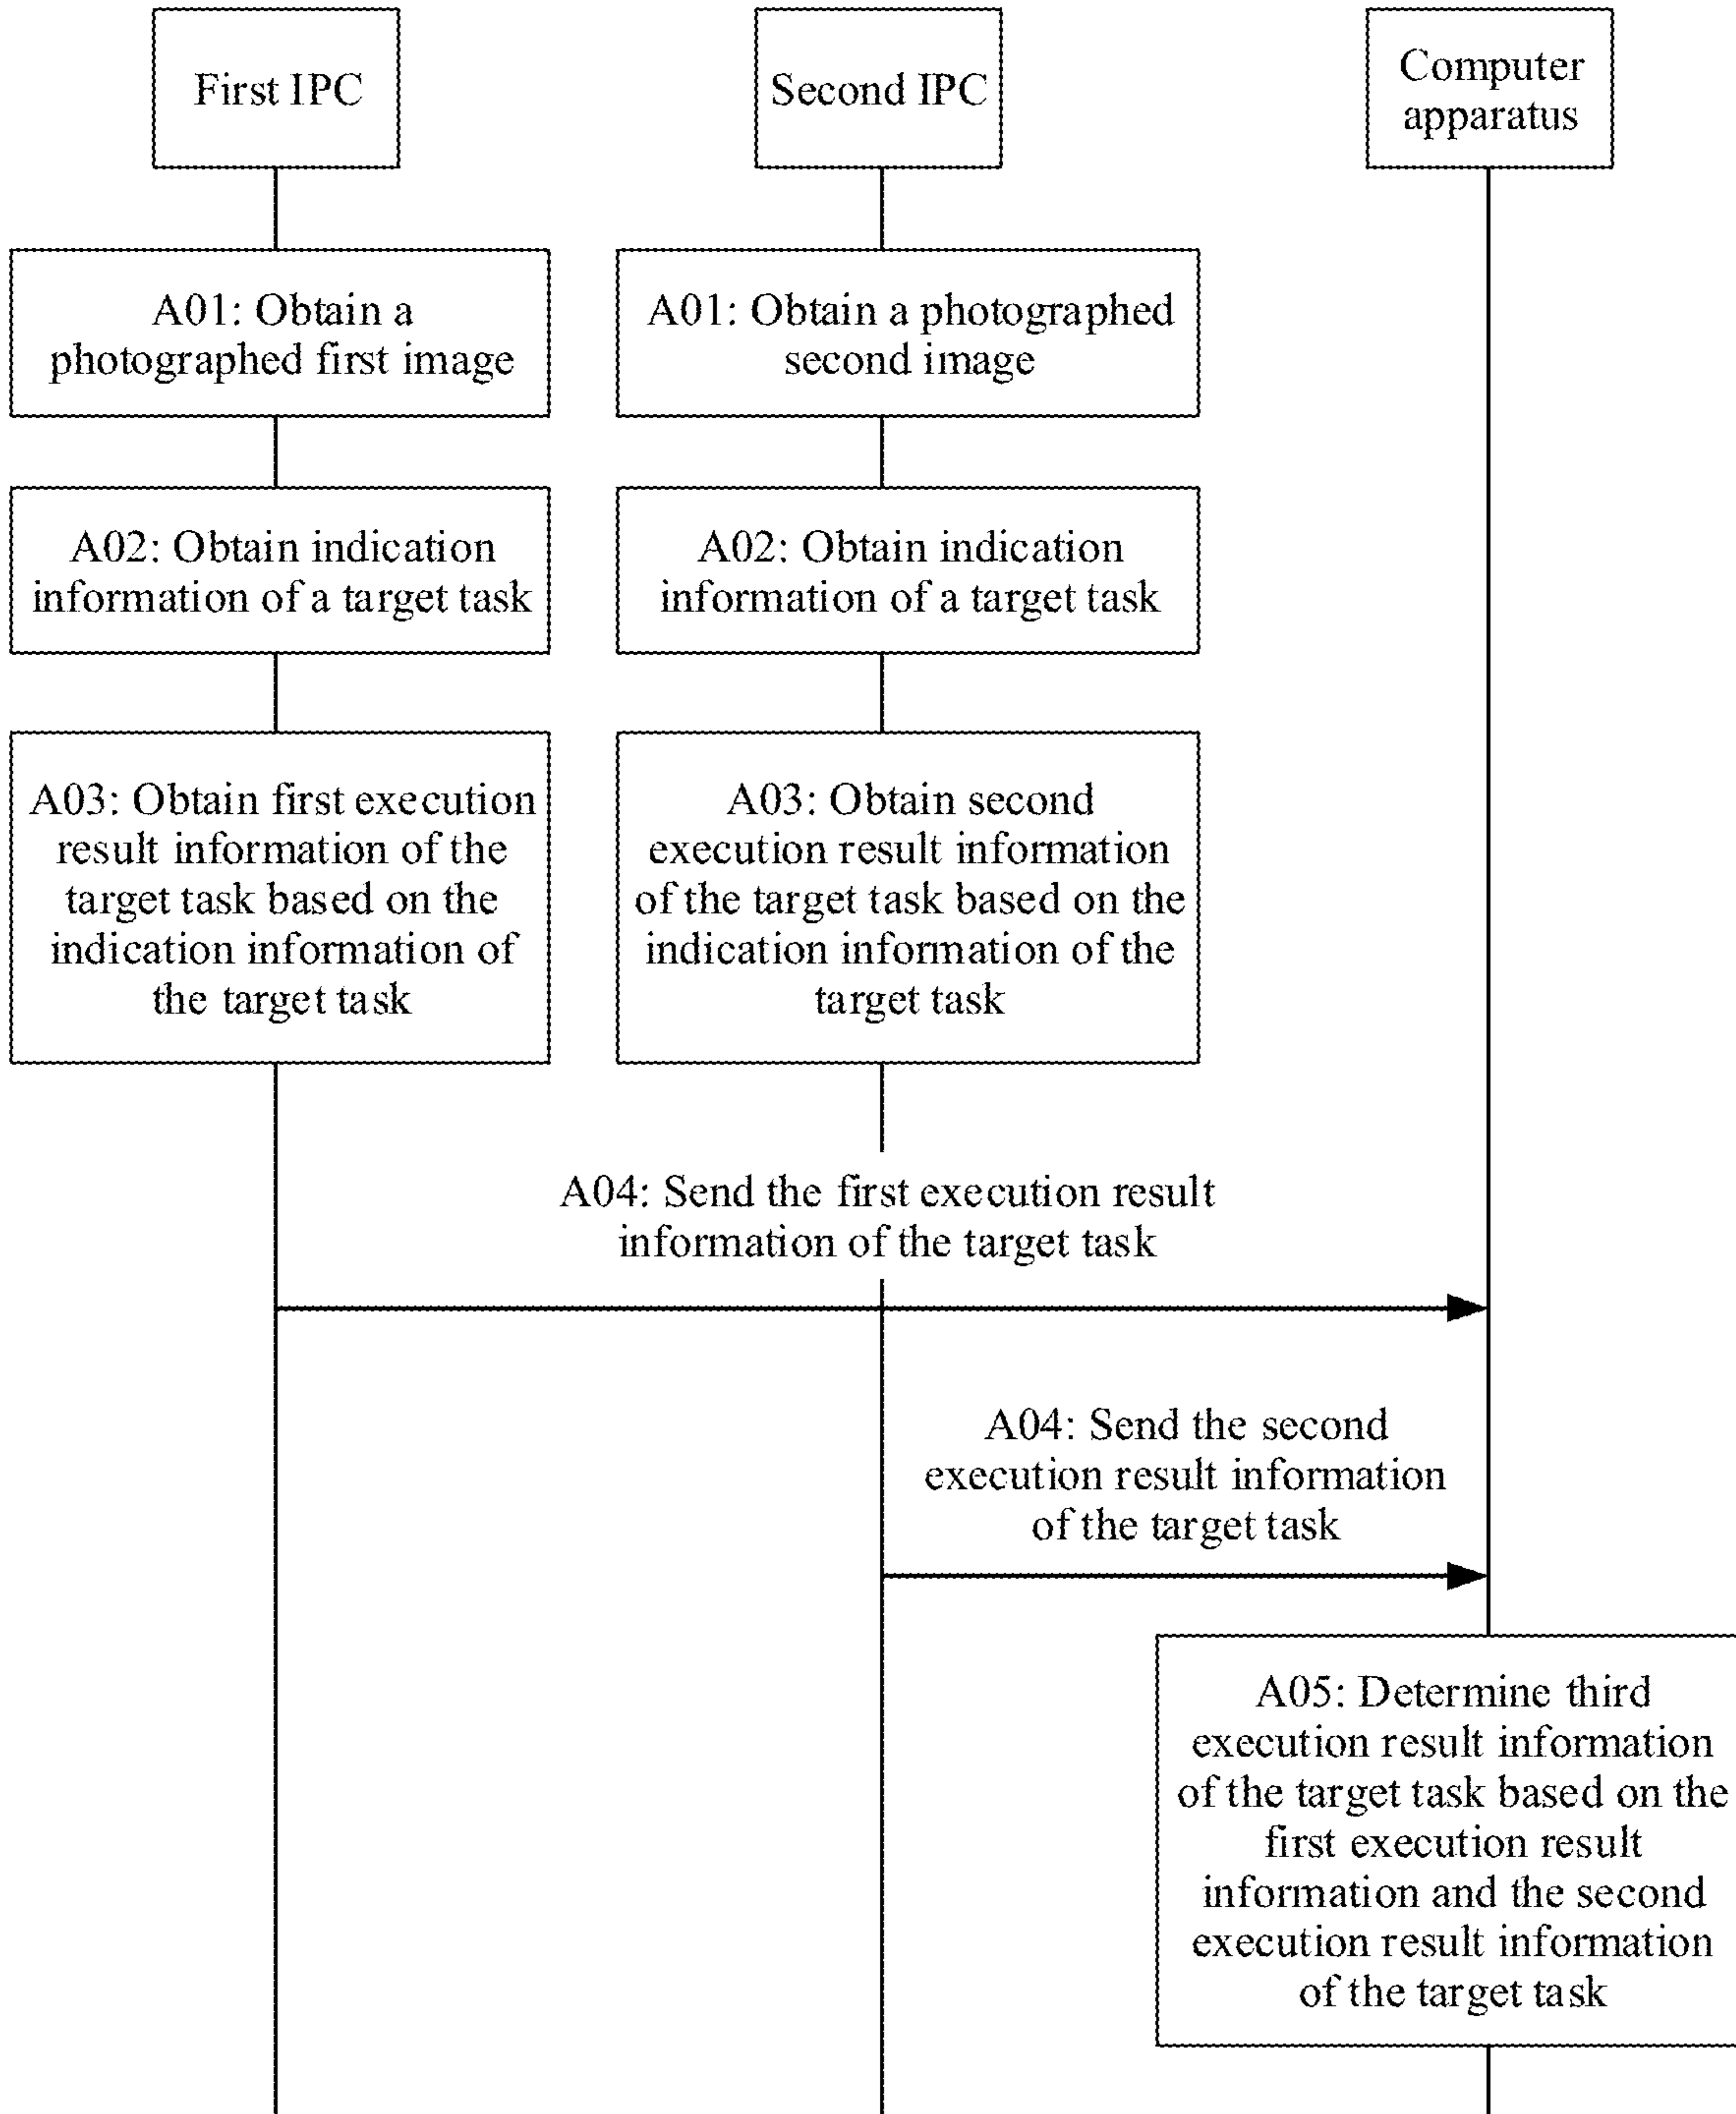 First IPC
Second IPC
Computer
apparatus
A01: Obtain a
photographed first image
A01: Obtain a photographed
second image
A02: Obtain indication
information of a target task
A02: Obtain indication
information of a target task
A03: Obtain first execution
result information of the
target task based on the
indication information of
the target task
A03: Obtain second
execution result information
of the target task based on the
indication information of the
target task
A04: Send the first execution result
information of the target task
A04: Send the second
execution result information
of the target task
A05: Determine third
execution result information
of the target task based on the
first execution result
information and the second
execution result information
of the target task